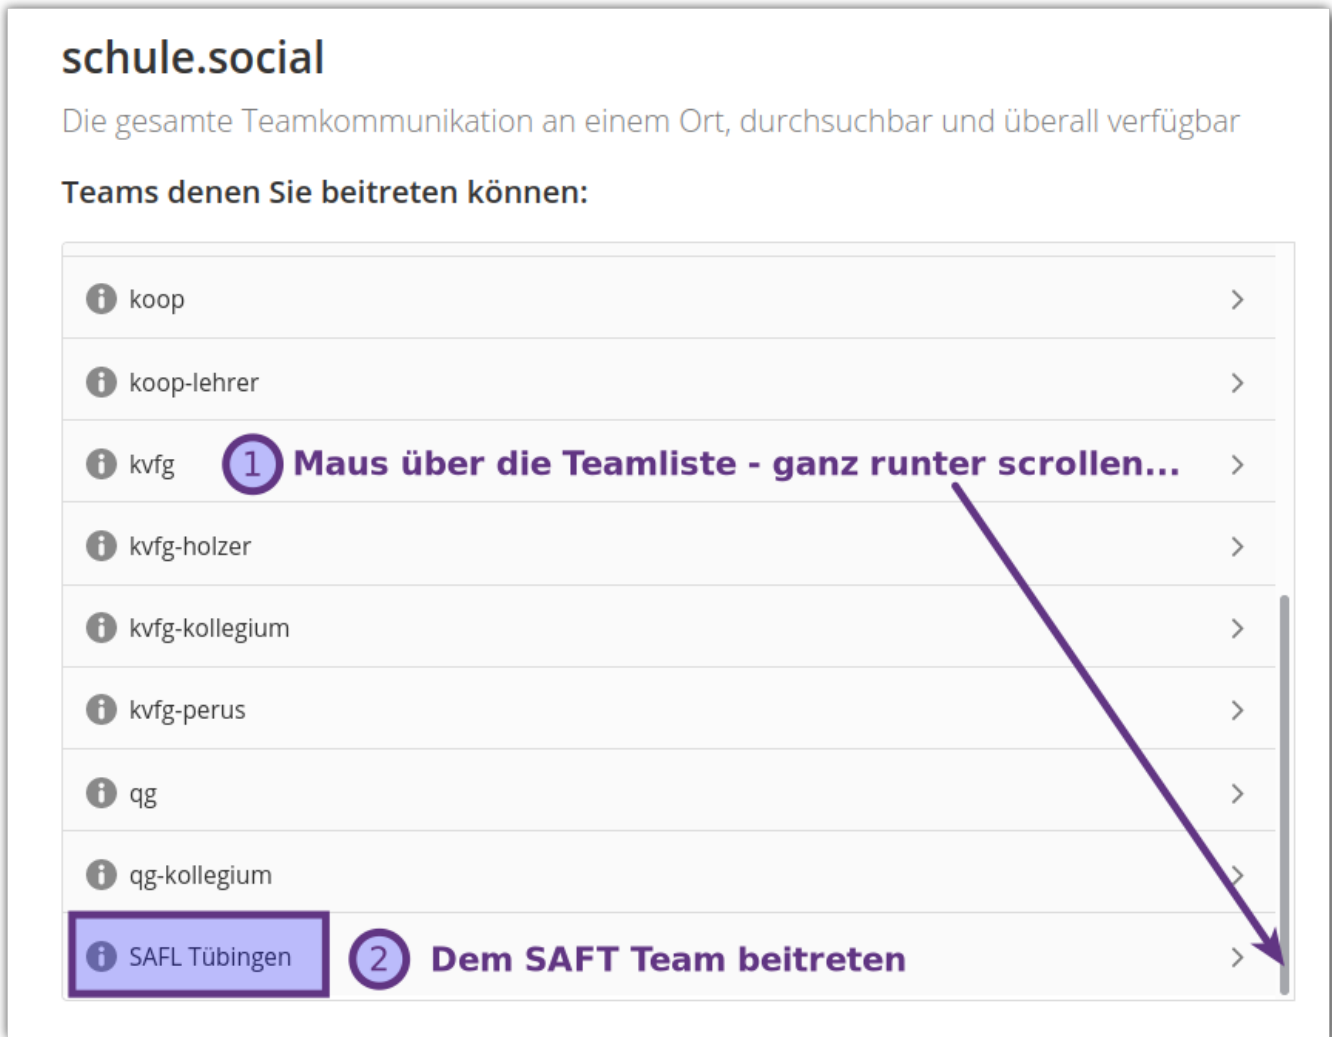 schule.social
Die gesamte Teamkommunikation an einem Ort, durchsuchbar und überall verfügbar
Teams denen Sie beitreten können:
koop
koop-lehrer
kvfg 1 Maus über die Teamliste - ganz runter scrollen...
kvfg-holzer
kvfg-kollegium
kvfg-perus
qg
qg-kollegium
SAFL Tübingen 2 Dem SAFT Team beitreten